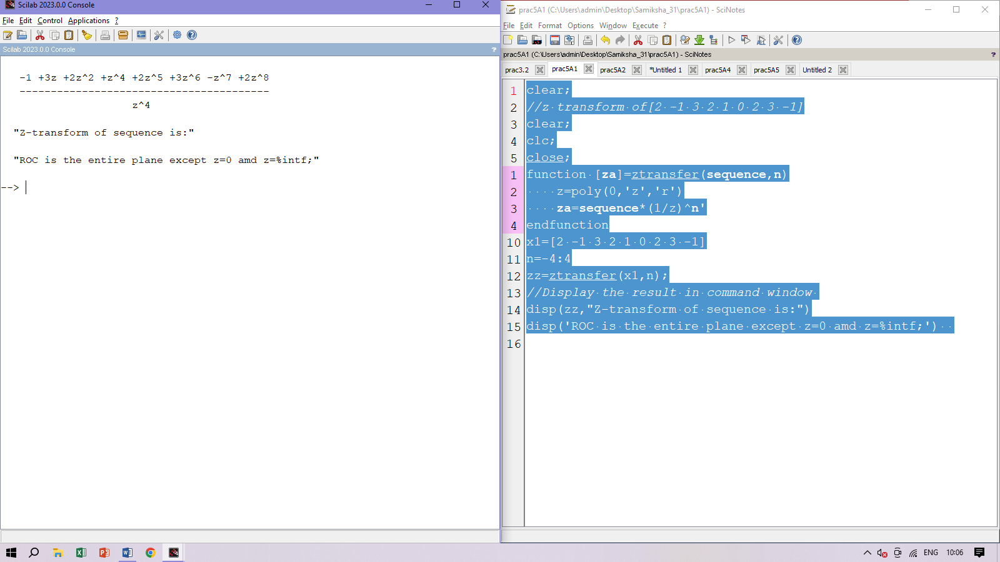 Scilab 2023.0.0 Console
File Edit Control Applications ?
Scilab 2023.0.0 Console ?
-1 +3z +2z^2 +z^4 +2z^5 +3z^6 -z^7 +2z^8
----------------------------------------
z^4
"Z-transform of sequence is:"
"ROC is the entire plane except z=0 amd z=%intf;"
-->
prac5A1 (C:\Users\admin\Desktop\Samiksha_31\prac5A1) - SciNotes
File Edit Format Options Window Execute ?
prac5A1 (C:\Users\admin\Desktop\Samiksha_31\prac5A1) - SciNotes ?
prac3.2 prac5A1 prac5A2 *Untitled 1 prac5A4 prac5A5 Untitled 2
1 clear;
2 //z transform of[2 -1 3 2 1 0 2 3 -1]
3 clear;
4 clc;
5 close;
1 function [za]=ztransfer(sequence,n)
2 z=poly(0,'z','r')
3 za=sequence*(1/z)^n'
4 endfunction
10 x1=[2 -1 3 2 1 0 2 3 -1]
11 n=-4:4
12 zz=ztransfer(x1,n);
13 //Display the result in command window
14 disp(zz,"Z-transform of sequence is:")
15 disp('ROC is the entire plane except z=0 amd z=%intf;')
16
ENG 10:06